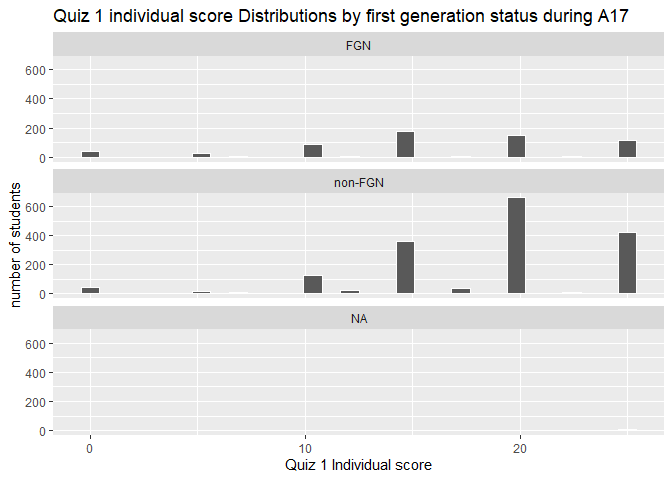 Quiz 1 individual score Distributions by first generation status during A17
FGN
600
400
200
0
non-FGN
600
400
200
0
NA
600
400
200
0
number of students
0 10 20
Quiz 1 Individual score